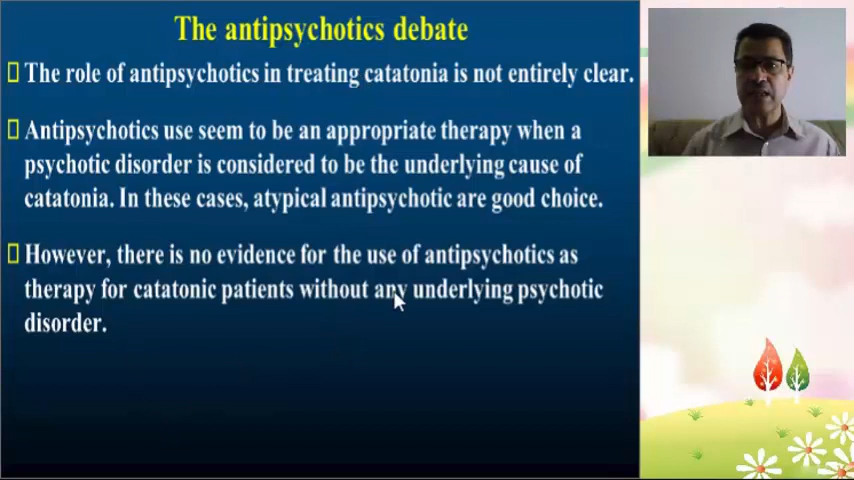 The antipsychotics debate
The role of antipsychotics in treating catatonia is not entirely clear.
Antipsychotics use seem to be an appropriate therapy when a
psychotic disorder is considered to be the underlying cause of
catatonia. In these cases, atypical antipsychotic are good choice.
However, there is no evidence for the use of antipsychotics as
therapy for catatonic patients without any underlying psychotic
disorder.